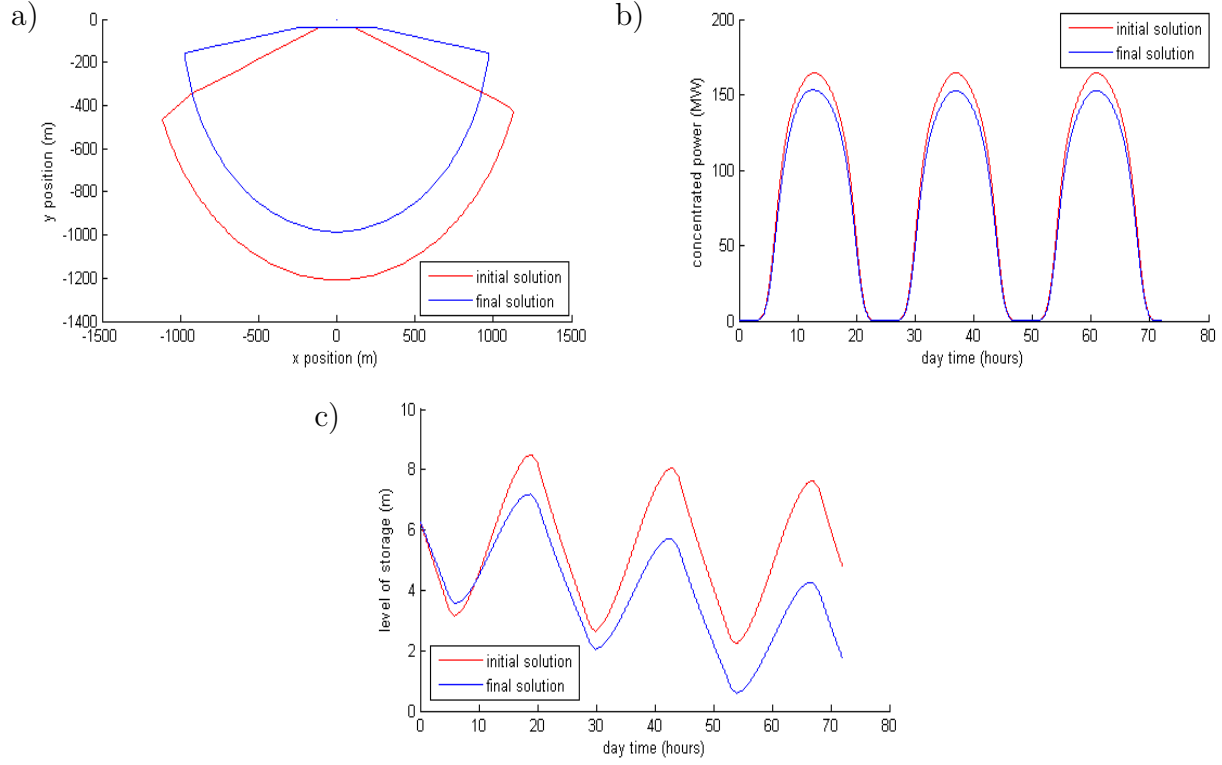 a)
0
-200
-400
-600
-800
-1000
-1200
-1400
-1500
-1000
-500
0
500
1000
1500
y position (m)
x position (m)
initial solution
final solution
b)
200
150
100
50
0
0
10
20
30
40
50
60
70
80
concentrated power (MW)
day time (hours)
initial solution
final solution
c)
10
8
6
4
2
0
0
10
20
30
40
50
60
70
80
level of storage (m)
day time (hours)
initial solution
final solution